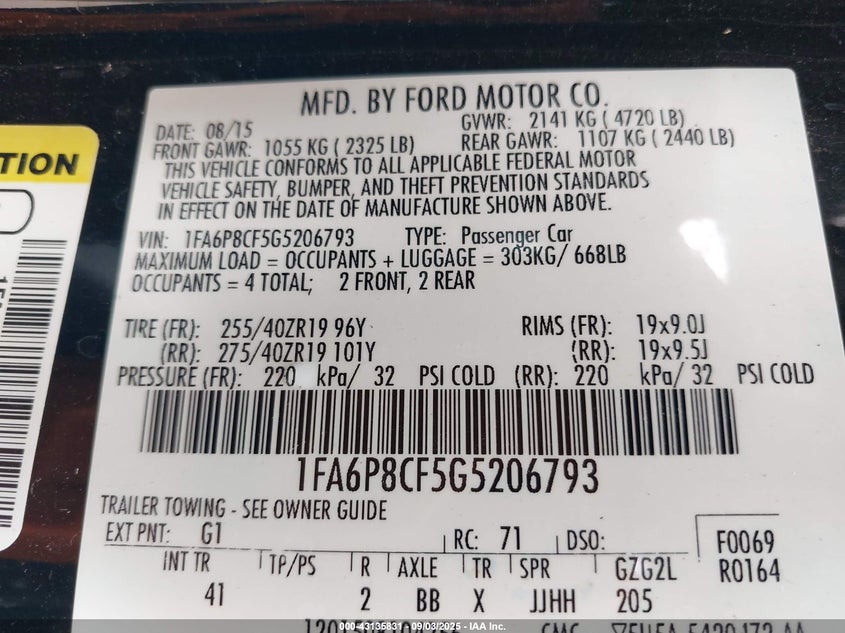 MFD. BY FORD MOTOR CO.
DATE: 08/15 GVWR: 2141 KG ( 4720 LB)
FRONT GAWR: 1055 KG ( 2325 LB) REAR GAWR: 1107 KG ( 2440 LB)
THIS VEHICLE CONFORMS TO ALL APPLICABLE FEDERAL MOTOR
VEHICLE SAFETY, BUMPER, AND THEFT PREVENTION STANDARDS
IN EFFECT ON THE DATE OF MANUFACTURE SHOWN ABOVE.
VIN: 1FA6P8CF5G5206793 TYPE: Passenger Car
MAXIMUM LOAD = OCCUPANTS + LUGGAGE = 303KG/ 668LB
OCCUPANTS = 4 TOTAL; 2 FRONT, 2 REAR
TIRE (FR): 255/40ZR19 96Y RIMS (FR): 19x9.0J
(RR): 275/40ZR19 101Y (RR): 19x9.5J
PRESSURE (FR): 220 kPa/ 32 PSI COLD (RR): 220 kPa/ 32 PSI COLD
1FA6P8CF5G5206793
TRAILER TOWING - SEE OWNER GUIDE
EXT PNT: G1 RC: 71 DSO: F0069
INT TR TP/PS R AXLE TR SPR GZG2L R0164
41 2 BB X JJHH 205
TION
© 000-43135831 - 09/03/2025 - IAAI.COM